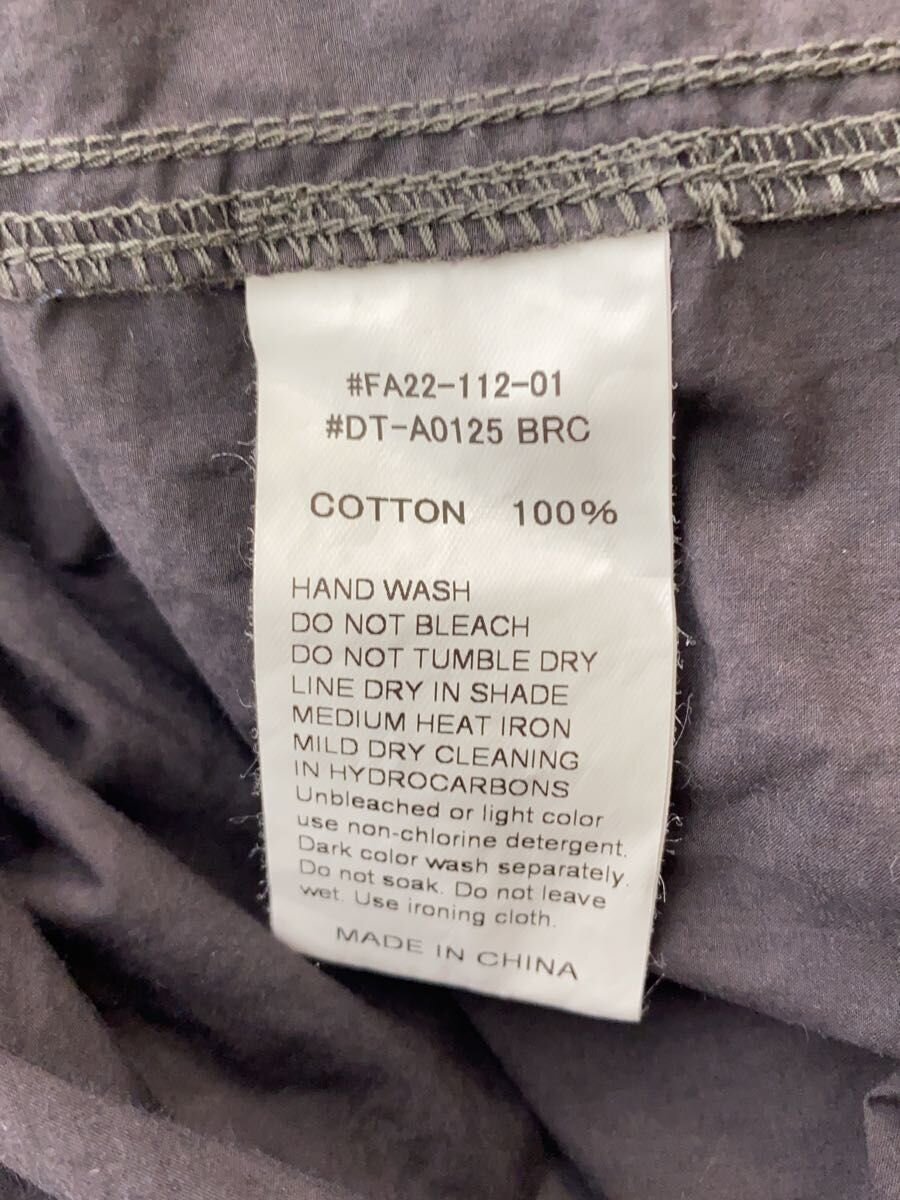 #FA22-112-01
#DT-A0125 BRC
COTTON 100%
HAND WASH
DO NOT BLEACH
DO NOT TUMBLE DRY
LINE DRY IN SHADE
MEDIUM HEAT IRON
MILD DRY CLEANING
IN HYDROCARBONS
Unbleached or light color
use non-chlorine detergent.
Dark color wash separately.
Do not soak. Do not leave
wet. Use ironing cloth.
MADE IN CHINA